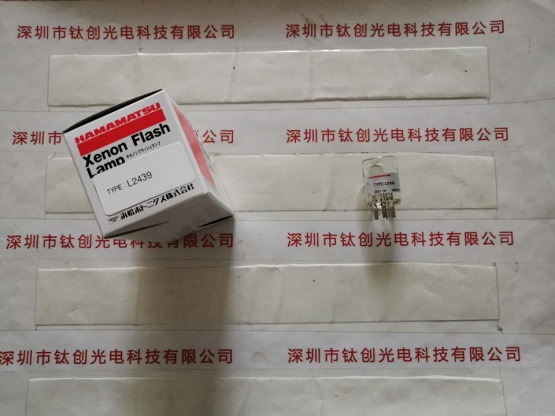 深圳市钛创光电科技有限公司
深圳市钛创光电科技有限公司
深圳市钛创光电科技有限公司
深圳市钛创光电科技有限公司
HAMAMATSU
Xenon Flash
Lamp
キセノンフラッシュランプ
TYPE L2439
ホトニクス株式会社
HAMAMATSU
TYPE L2439
深圳市钛创光电科技有限公司
深圳市钛创光电科技有限公司
深圳市钛创光电科技有限公司
深圳市钛创光电科技有限公司